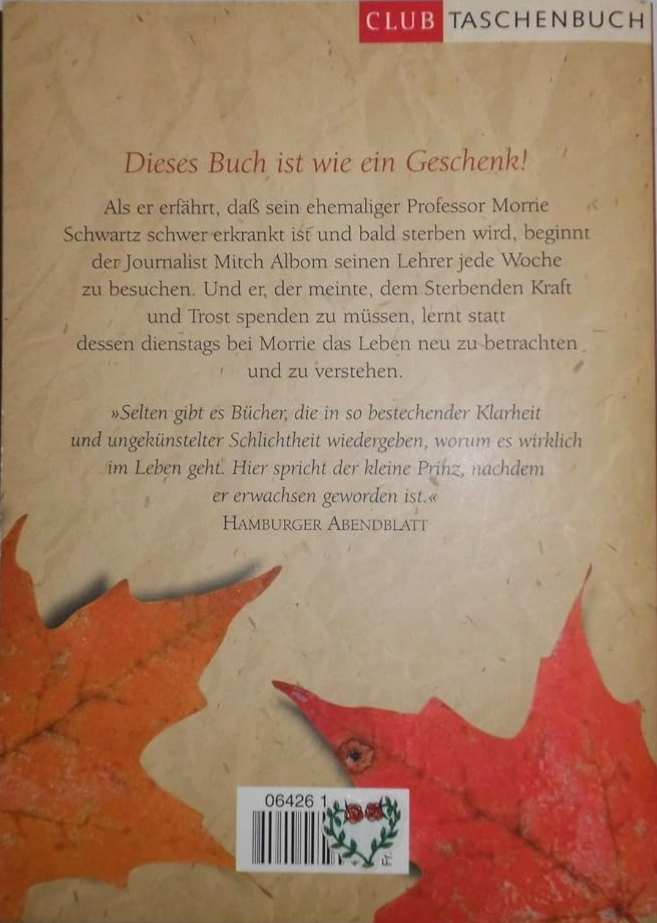 CLUB TASCHENBUCH
Dieses Buch ist wie ein Geschenk!
Als er erfährt, daß sein ehemaliger Professor Morrie
Schwartz schwer erkrankt ist und bald sterben wird, beginnt
der Journalist Mitch Albom seinen Lehrer jede Woche
zu besuchen. Und er, der meinte, dem Sterbenden Kraft
und Trost spenden zu müssen, lernt statt
dessen dienstags bei Morrie das Leben neu zu betrachten
und zu verstehen.
»Selten gibt es Bücher, die in so bestechender Klarheit
und ungekünstelter Schlichtheit wiedergeben, worum es wirklich
im Leben geht. Hier spricht der kleine Prinz, nachdem
er erwachsen geworden ist.«
HAMBURGER ABENDBLATT
06426 1
Fr.